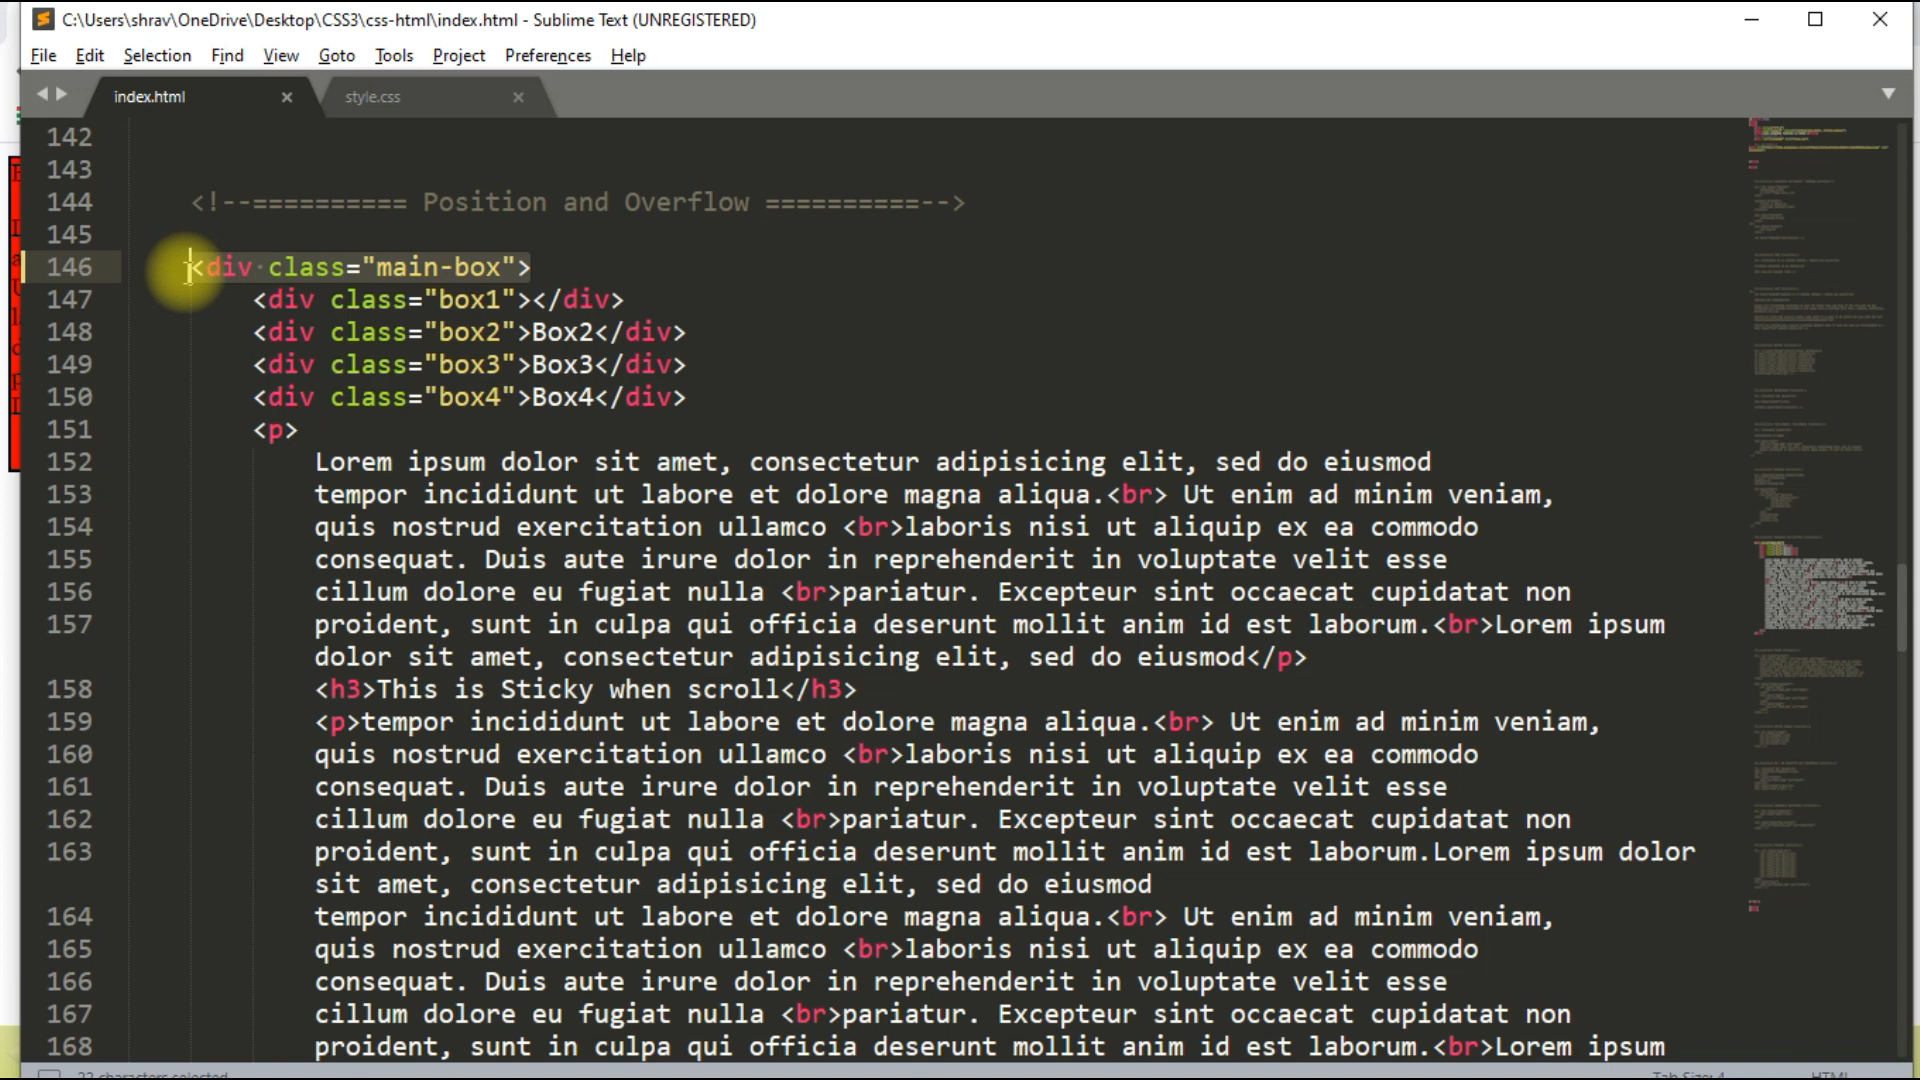 C:\Users\shrav\OneDrive\Desktop\CSS3\css-html\index.html - Sublime Text (UNREGISTERED)
File Edit Selection Find View Goto Tools Project Preferences Help
index.html style.css
142
143
144 <!--========== Position and Overflow ==========-->
145
146 <div class="main-box">
147 <div class="box1"></div>
148 <div class="box2">Box2</div>
149 <div class="box3">Box3</div>
150 <div class="box4">Box4</div>
151 <p>
152 Lorem ipsum dolor sit amet, consectetur adipisicing elit, sed do eiusmod
153 tempor incididunt ut labore et dolore magna aliqua.<br> Ut enim ad minim veniam,
154 quis nostrud exercitation ullamco <br>laboris nisi ut aliquip ex ea commodo
155 consequat. Duis aute irure dolor in reprehenderit in voluptate velit esse
156 cillum dolore eu fugiat nulla <br>pariatur. Excepteur sint occaecat cupidatat non
157 proident, sunt in culpa qui officia deserunt mollit anim id est laborum.<br>Lorem ipsum
dolor sit amet, consectetur adipisicing elit, sed do eiusmod</p>
158 <h3>This is Sticky when scroll</h3>
159 <p>tempor incididunt ut labore et dolore magna aliqua.<br> Ut enim ad minim veniam,
160 quis nostrud exercitation ullamco <br>laboris nisi ut aliquip ex ea commodo
161 consequat. Duis aute irure dolor in reprehenderit in voluptate velit esse
162 cillum dolore eu fugiat nulla <br>pariatur. Excepteur sint occaecat cupidatat non
163 proident, sunt in culpa qui officia deserunt mollit anim id est laborum.Lorem ipsum dolor
sit amet, consectetur adipisicing elit, sed do eiusmod
164 tempor incididunt ut labore et dolore magna aliqua.<br> Ut enim ad minim veniam,
165 quis nostrud exercitation ullamco <br>laboris nisi ut aliquip ex ea commodo
166 consequat. Duis aute irure dolor in reprehenderit in voluptate velit esse
167 cillum dolore eu fugiat nulla <br>pariatur. Excepteur sint occaecat cupidatat non
168 proident, sunt in culpa qui officia deserunt mollit anim id est laborum.<br>Lorem ipsum
22 characters selected Tab Size: 4 HTML